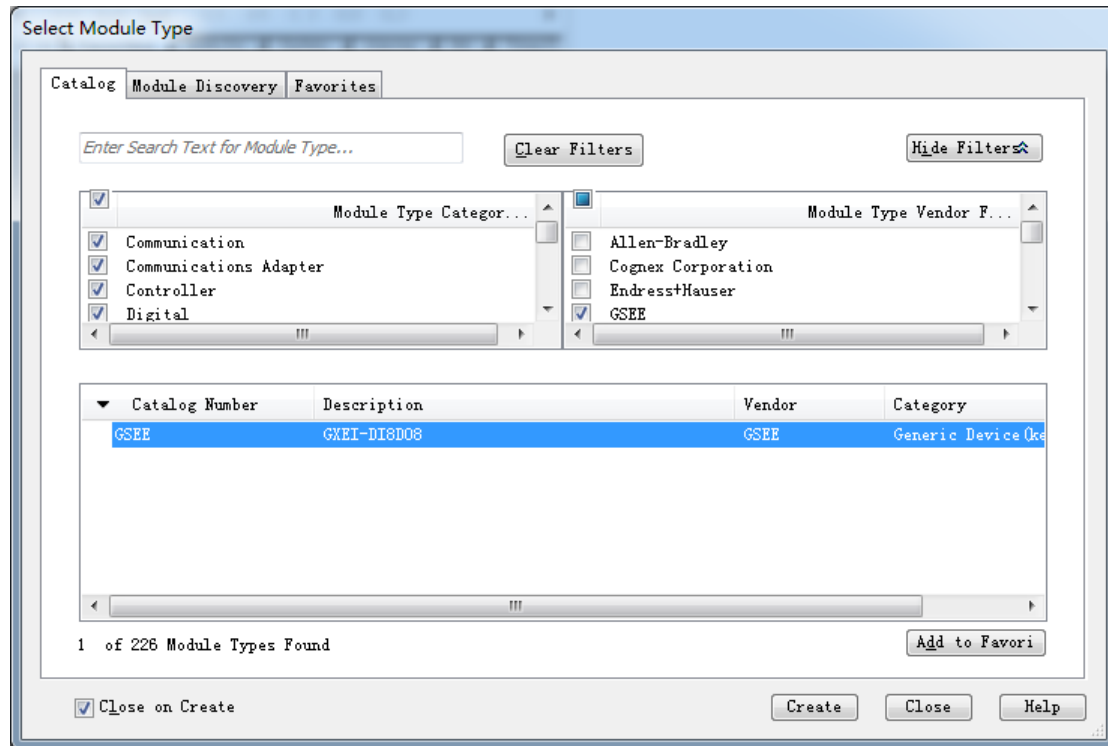 Select Module Type
Catalog Module Discovery Favorites
Enter Search Text for Module Type... Clear Filters Hide Filters
Module Type Categor... Module Type Vendor F...
Communication Allen-Bradley
Communications Adapter Cognex Corporation
Controller Endress+Hauser
Digital GSEE
Catalog Number Description Vendor Category
GSEE GXEI-DI8DO8 GSEE Generic Device(ke
1 of 226 Module Types Found Add to Favori
Close on Create Create Close Help